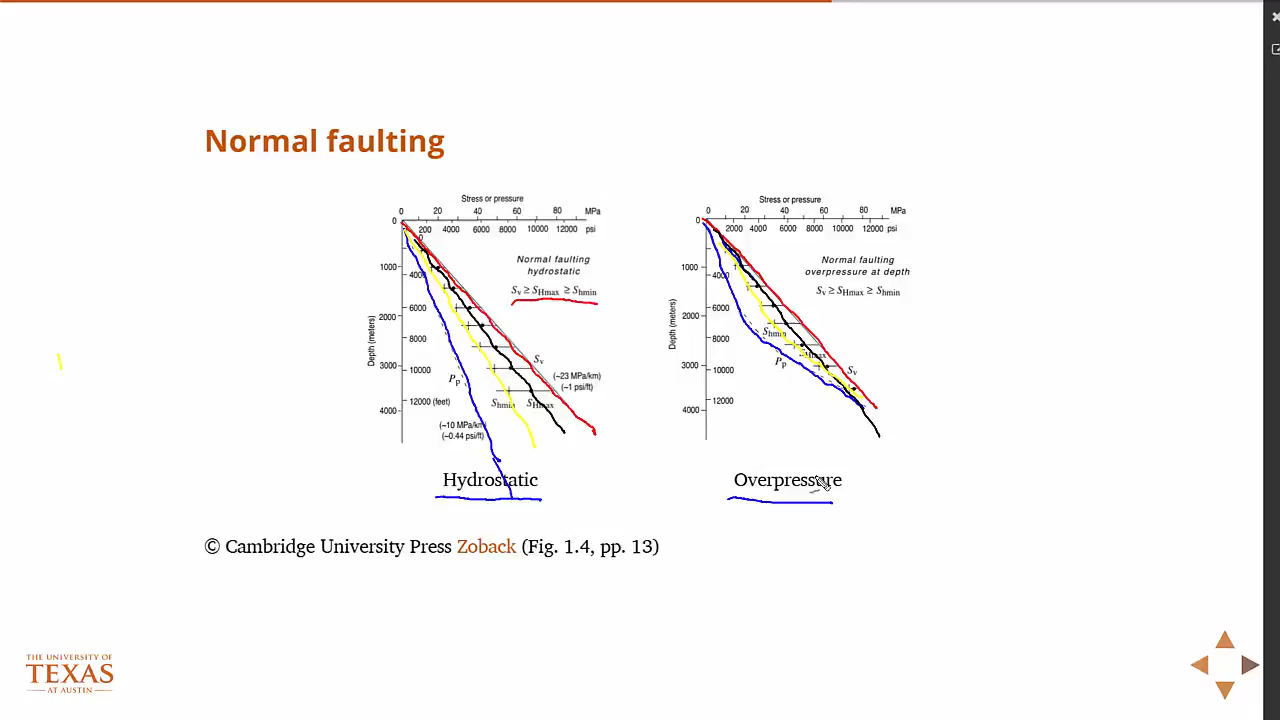 Normal faulting
Stress or pressure
0 20 40 60 80 MPa
0 2000 4000 6000 8000 10000 12000 psi
Normal faulting
hydrostatic
Sv ≥ SHmax ≥ Shmin
Depth (meters)
1000
2000
3000
4000
4000
6000
8000
10000
12000 (feet)
Pp
Shmin
SHmax
Sv
(~23 MPa/km)
(~1 psi/ft)
(~10 MPa/km)
(~0.44 psi/ft)
Hydrostatic
Stress or pressure
0 20 40 60 80 MPa
0 2000 4000 6000 8000 10000 12000 psi
Normal faulting
overpressure at depth
Sv ≥ SHmax ≥ Shmin
Depth (meters)
1000
2000
3000
4000
4000
6000
8000
10000
12000
Shmin
SHmax
Pp
Sv
Overpressure
© Cambridge University Press Zoback (Fig. 1.4, pp. 13)
THE UNIVERSITY OF
TEXAS
AT AUSTIN